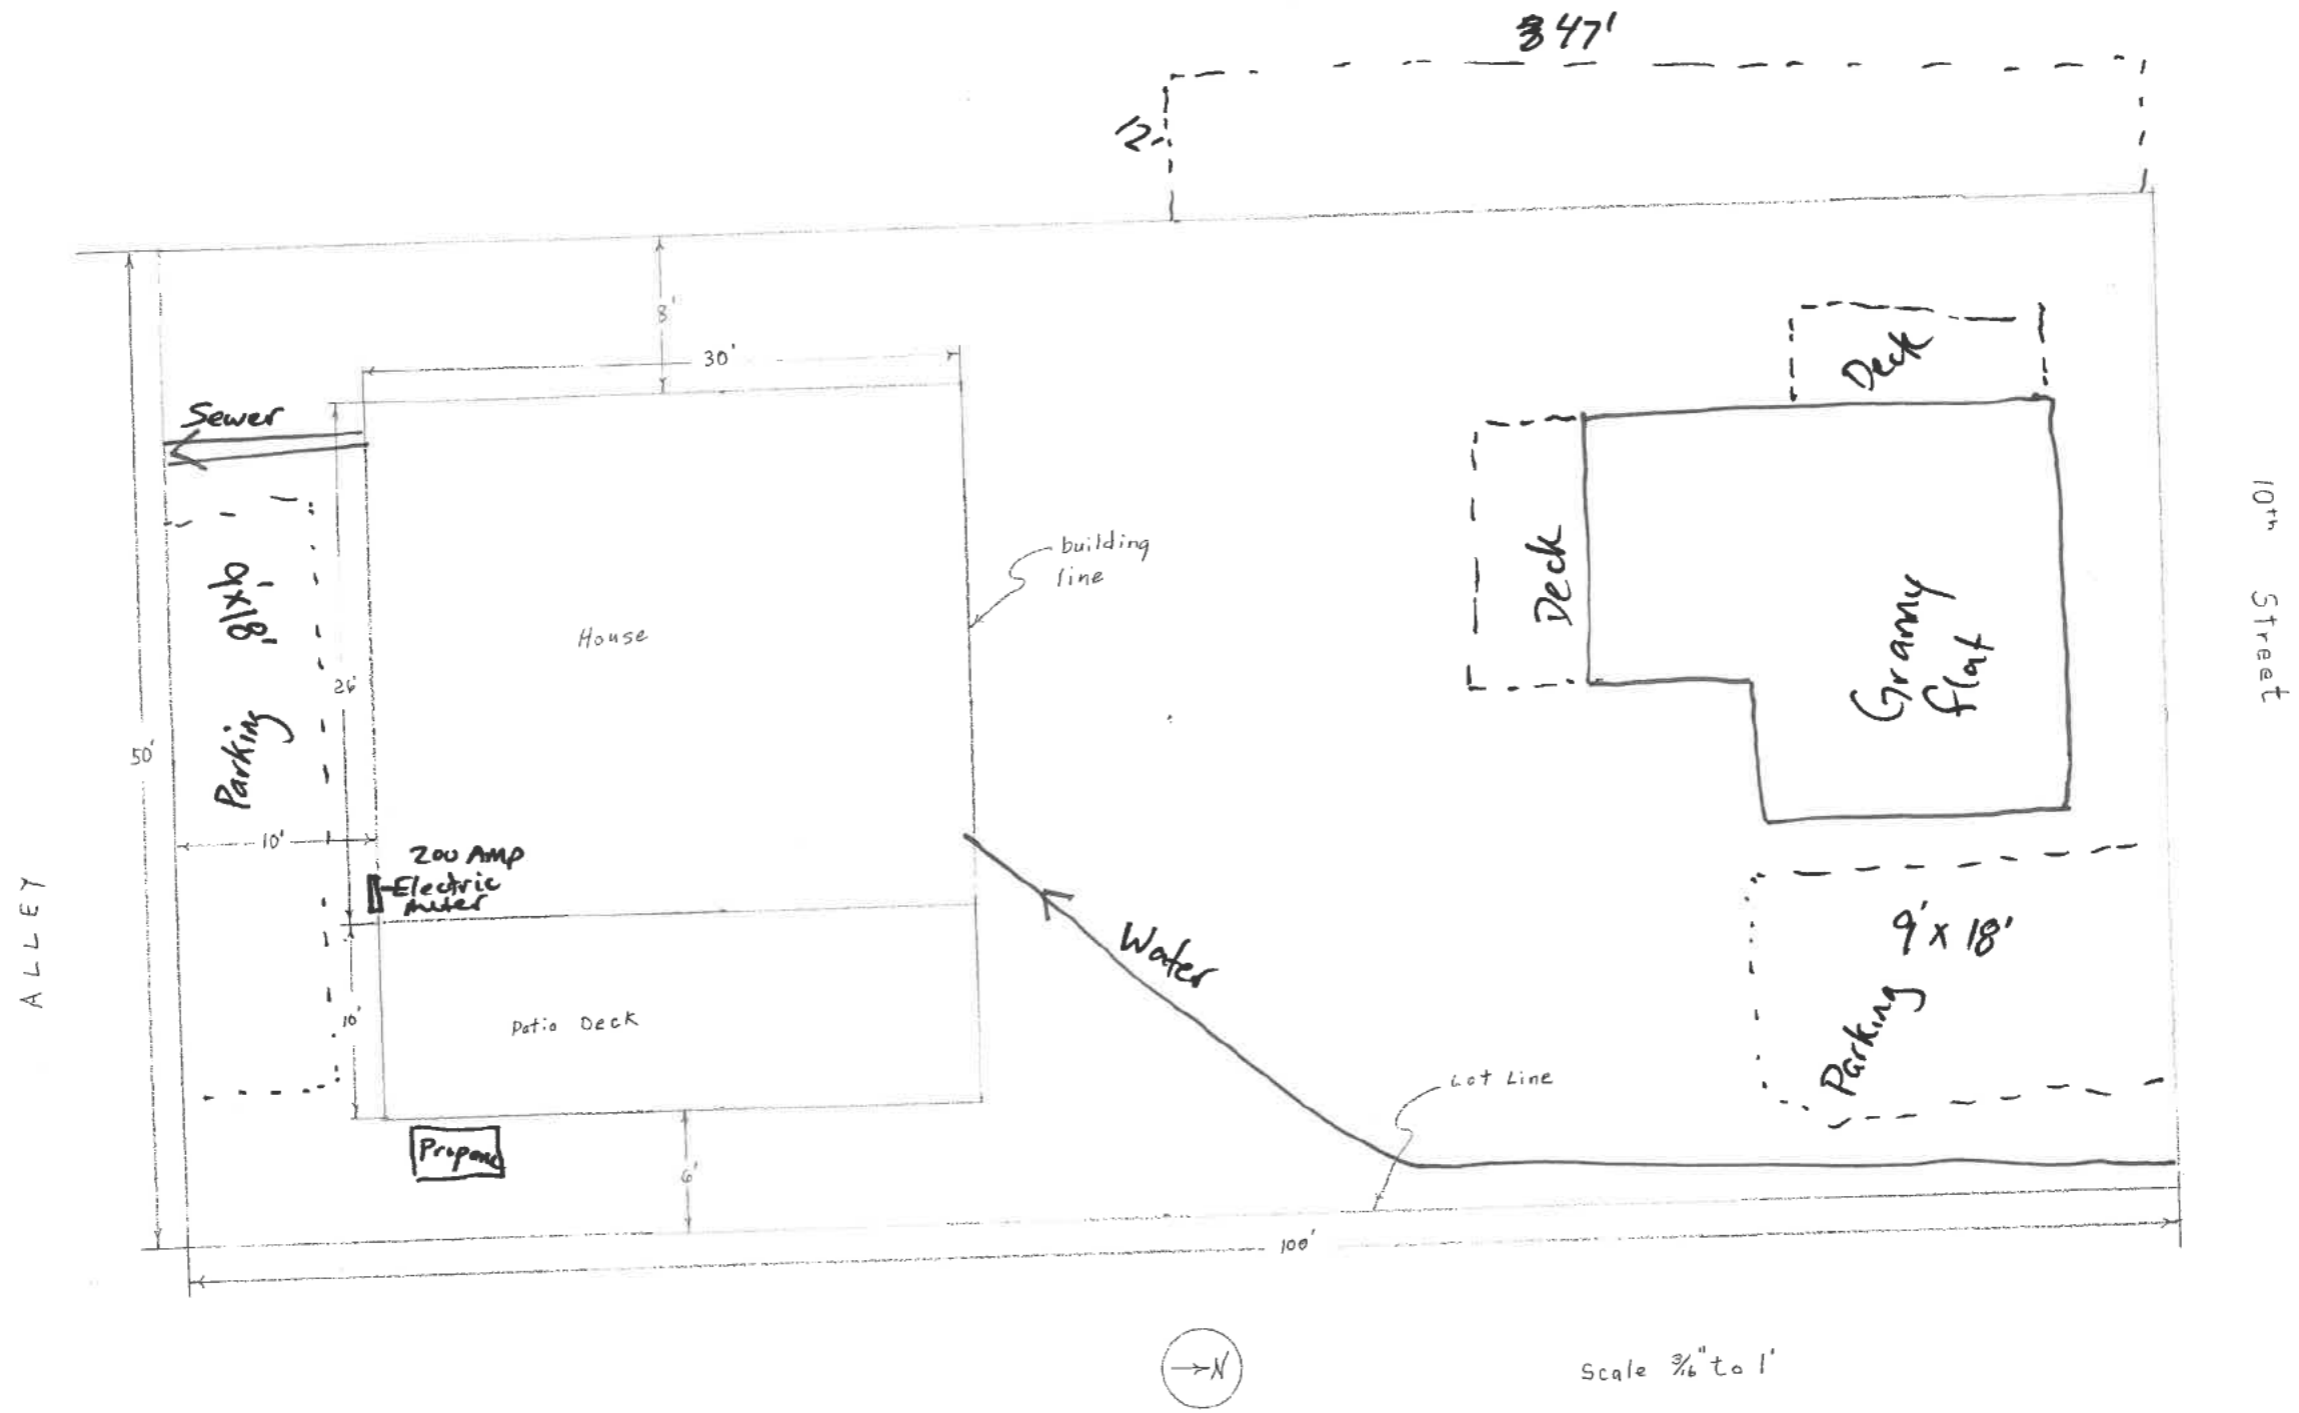 47'
12'
8'
30'
Sewer
Deck
building
line
10th Street
9'x18'
House
Deck
Granny
flat
26'
Parking
50'
10'
200 Amp
Electric
meter
ALLEY
9' x 18'
Water
Patio Deck
10'
Parking
Lot Line
Propane
6'
100'
N
Scale 3/16" to 1'